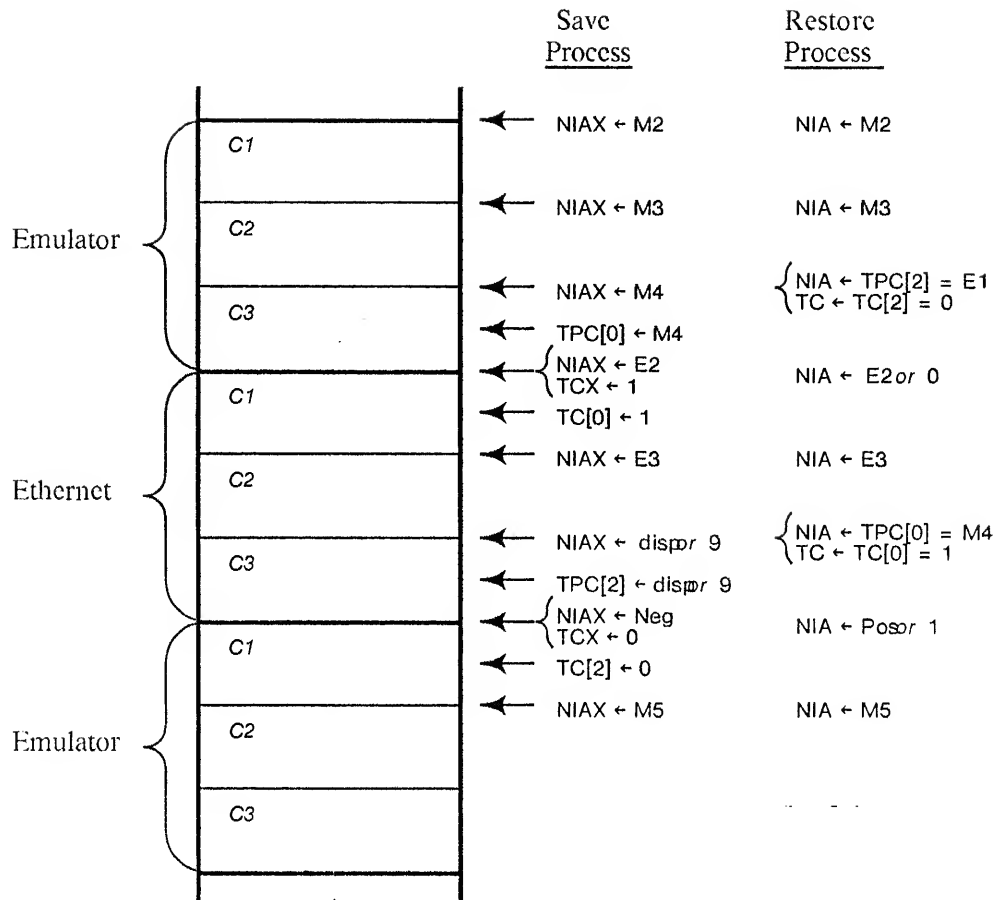 Save Restore
Process Process
NIAX ← M2 NIA ← M2
C1
NIAX ← M3 NIA ← M3
C2
Emulator
NIAX ← M4 NIA ← TPC[2] = E1
TC ← TC[2] = 0
C3
TPC[0] ← M4
NIAX ← E2 NIA ← E2 or 0
TCX ← 1
C1
TC[0] ← 1
NIAX ← E3 NIA ← E3
C2
Ethernet
NIAX ← disp or 9 NIA ← TPC[0] = M4
TC ← TC[0] = 1
C3
TPC[2] ← disp or 9
NIAX ← Neg NIA ← Pos or 1
TCX ← 0
C1
TC[2] ← 0
NIAX ← M5 NIA ← M5
C2
Emulator
C3